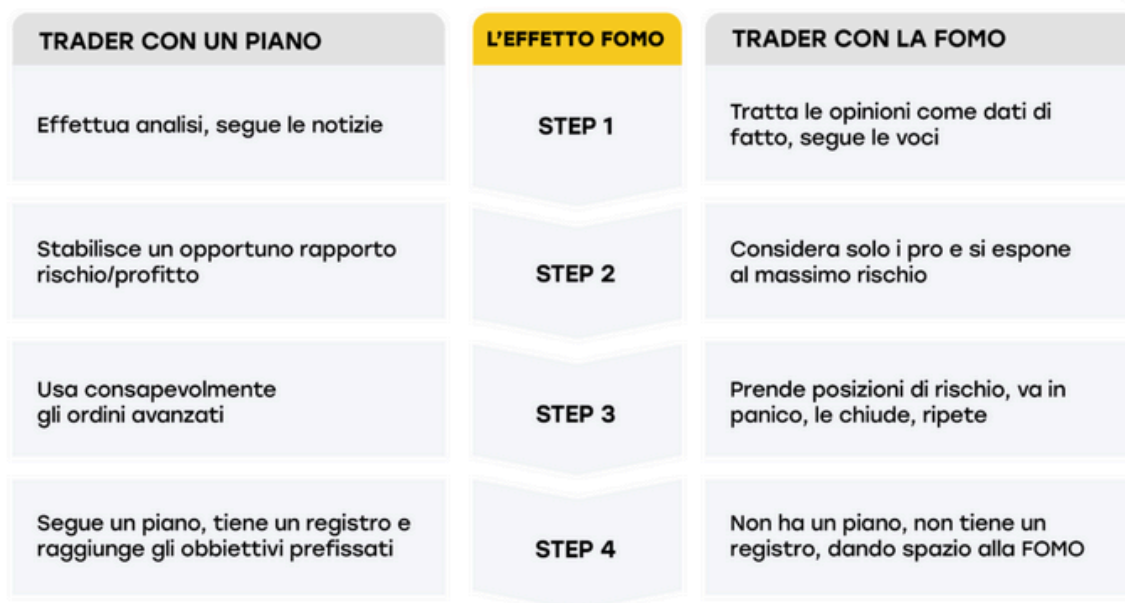 TRADER CON UN PIANO
L'EFFETTO FOMO
TRADER CON LA FOMO
Effettua analisi, segue le notizie
STEP 1
Tratta le opinioni come dati di
fatto, segue le voci
Stabilisce un opportuno rapporto
rischio/profitto
STEP 2
Considera solo i pro e si espone
al massimo rischio
Usa consapevolmente
gli ordini avanzati
STEP 3
Prende posizioni di rischio, va in
panico, le chiude, ripete
Segue un piano, tiene un registro e
raggiunge gli obbiettivi prefissati
STEP 4
Non ha un piano, non tiene un
registro, dando spazio alla FOMO